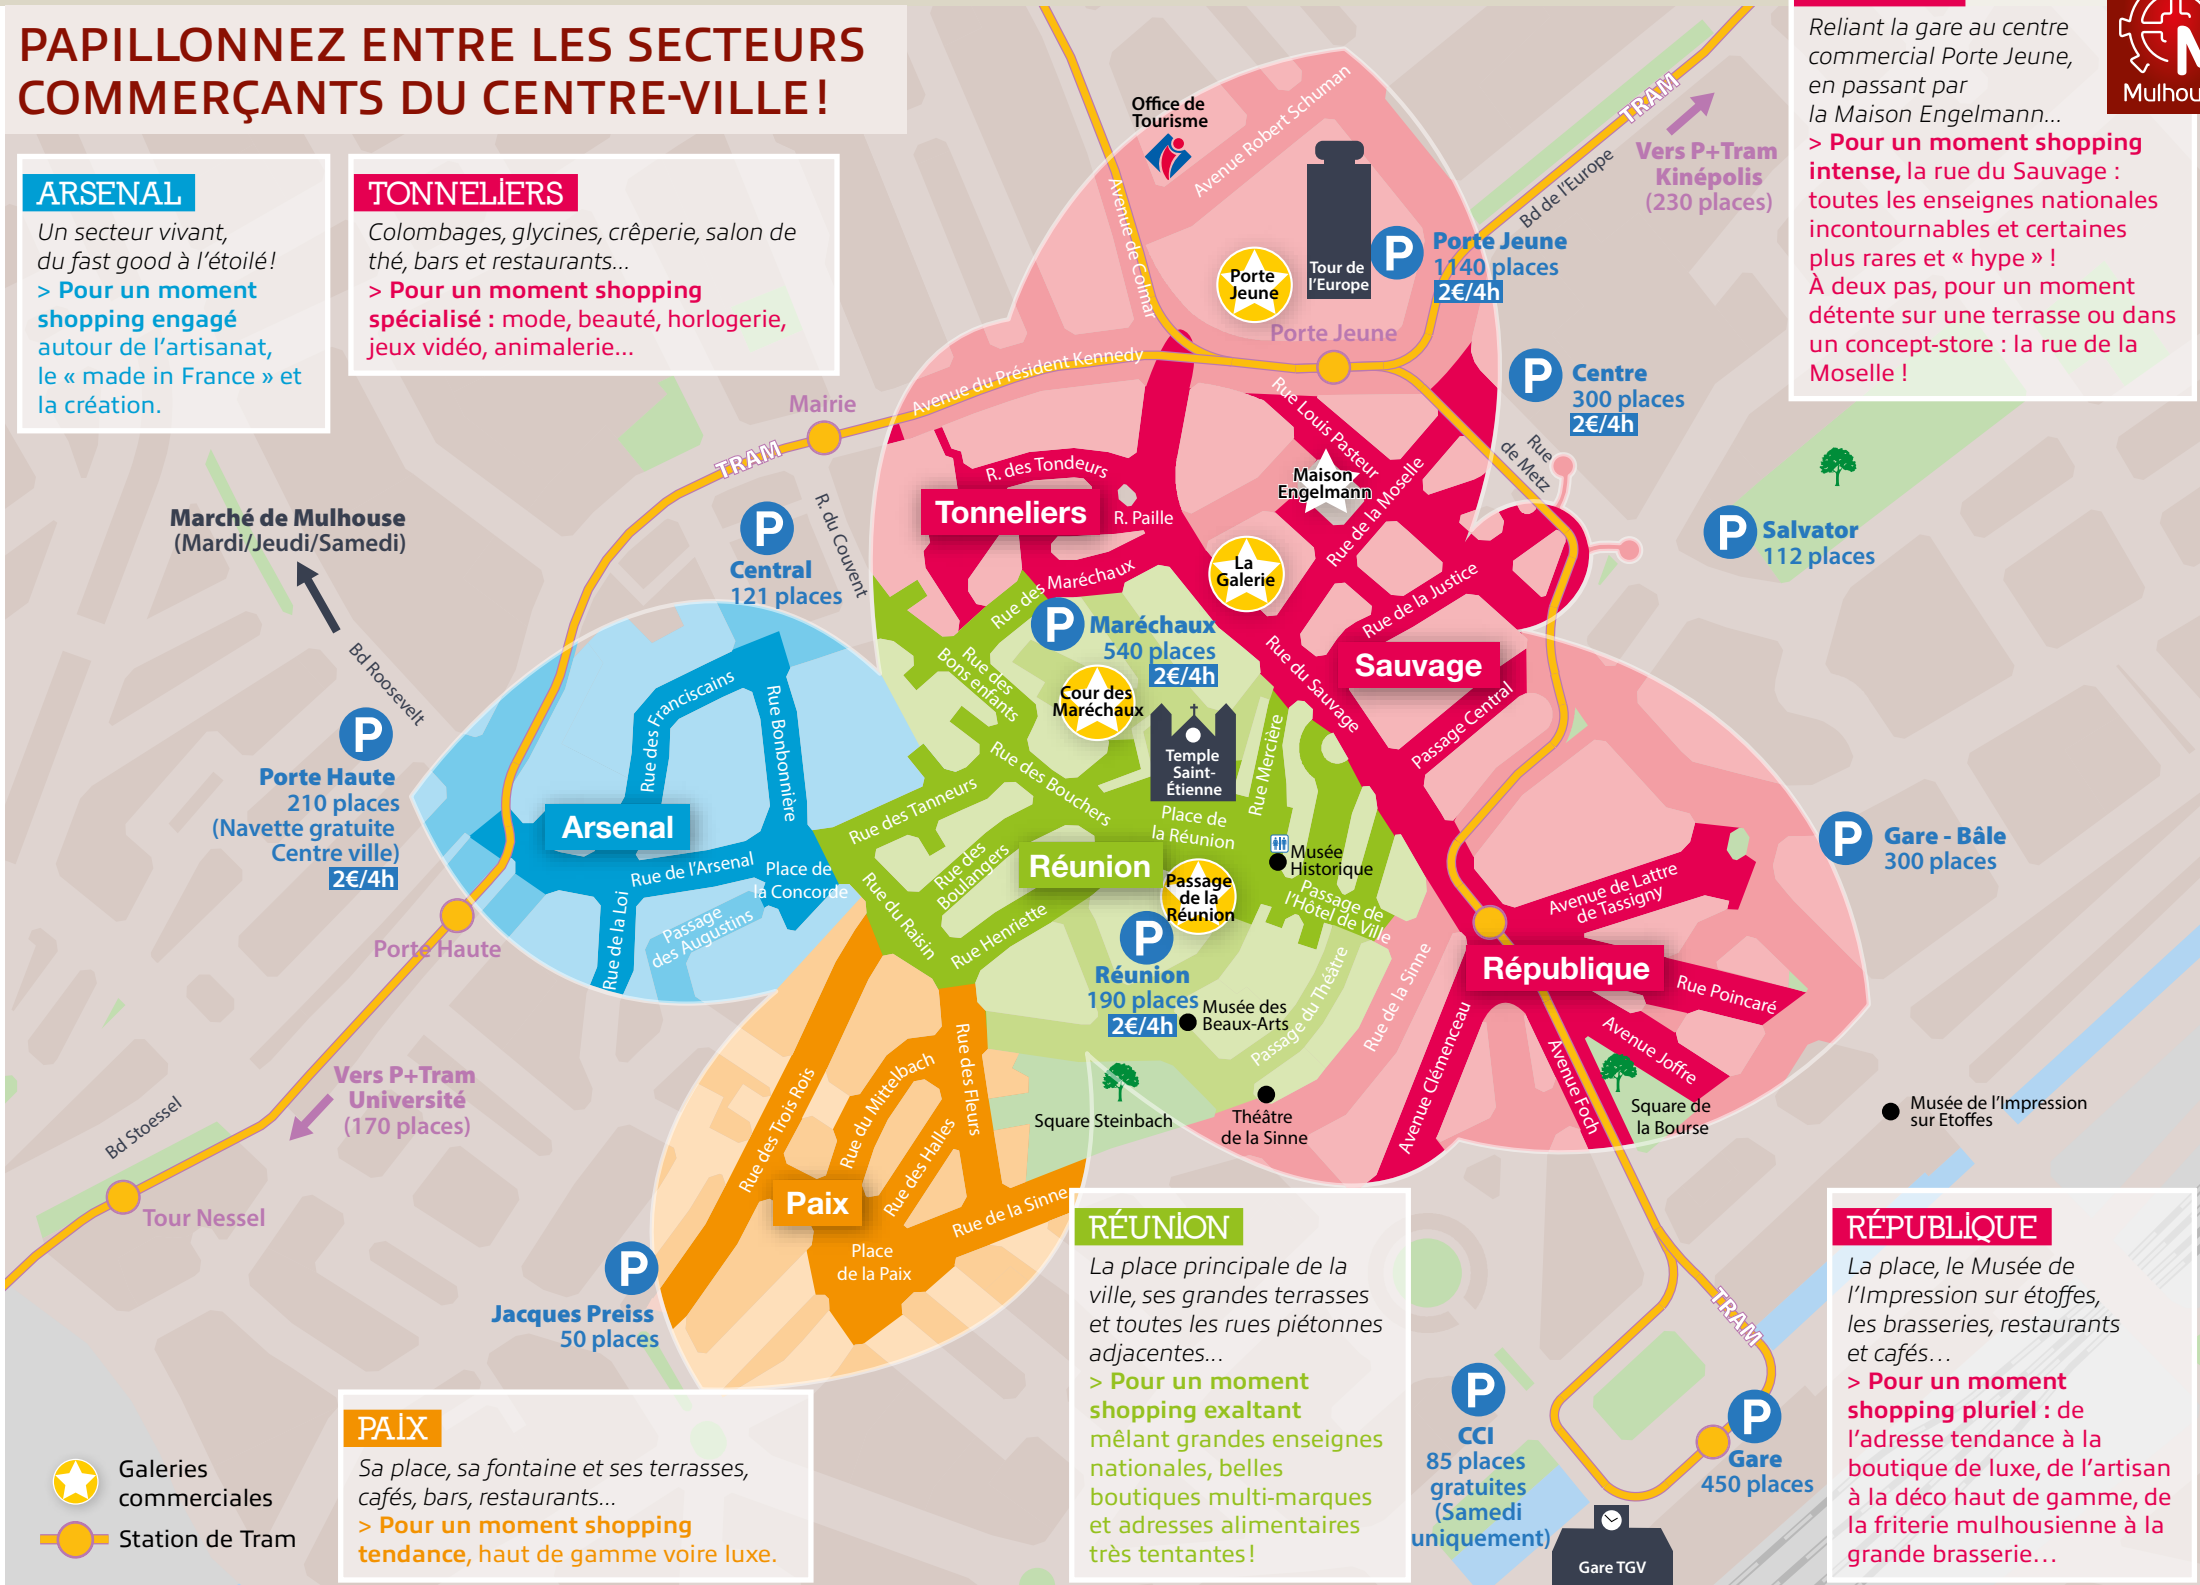 PAPILLONNEZ ENTRE LES SECTEURS
COMMERÇANTS DU CENTRE-VILLE!
ARSENAL
Un secteur vivant,
du fast good à l'étoilé!
> Pour un moment
shopping engagé
autour de l'artisanat,
le « made in France » et
la création.
TONNELIERS
Colombages, glycines, crêperie, salon de
thé, bars et restaurants...
> Pour un moment shopping
spécialisé : mode, beauté, horlogerie,
jeux vidéo, animalerie...
Reliant la gare au centre
commercial Porte Jeune,
en passant par
la Maison Engelmann...
> Pour un moment shopping
intense, la rue du Sauvage :
toutes les enseignes nationales
incontournables et certaines
plus rares et « hype » !
À deux pas, pour un moment
détente sur une terrasse ou dans
un concept-store : la rue de la
Moselle !
M
Mulhou
Office de
Tourisme
Avenue Robert Schuman
Avenue de Colmar
TRAM
Vers P+Tram
Kinépolis
(230 places)
Bd de l'Europe
Tour de
l'Europe
Porte
Jeune
P
Porte Jeune
1140 places
2€/4h
Porte Jeune
Avenue du Président Kennedy
Mairie
TRAM
P
Centre
300 places
2€/4h
Rue
de Metz
Rue Louis Pasteur
Maison
Engelmann
Rue de la Moselle
R. des Tondeurs
Tonneliers
R. Paille
Rue des Maréchaux
Marché de Mulhouse
(Mardi/Jeudi/Samedi)
P
Central
121 places
R. du Couvent
P
Salvator
112 places
La
Galerie
Rue de la Justice
Sauvage
Rue du Sauvage
Passage Central
P
Maréchaux
540 places
2€/4h
Cour des
Maréchaux
Rue des
Bons enfants
Bd Roosevelt
Rue des Franciscains
Rue Bonbonnière
P
Porte Haute
210 places
(Navette gratuite
Centre ville)
2€/4h
Temple
Saint-
Étienne
Rue Mercière
Rue des Bouchers
Rue des Tanneurs
Place de
la Réunion
Arsenal
Rue de l'Arsenal
Place de
la Concorde
Rue de la Loi
Passage
des Augustins
Rue des
Boulangers
Réunion
Passage
de la
Réunion
Musée
Historique
Passage de
l'Hôtel de Ville
Rue du Raisin
Rue Henriette
P
Réunion
190 places
2€/4h
Musée des
Beaux-Arts
Passage du Théâtre
Rue de la Sinne
P
Gare - Bâle
300 places
Avenue de Lattre
de Tassigny
République
Rue Poincaré
Avenue Joffre
Avenue Foch
Avenue Clémenceau
Porte Haute
Vers P+Tram
Université
(170 places)
Bd Stoessel
Tour Nessel
Rue des Trois Rois
Rue du Mittelbach
Rue des Fleurs
Rue des Halles
Paix
Rue de la Sinne
Place
de la Paix
Square Steinbach
Théâtre
de la Sinne
Square de
la Bourse
Musée de l'Impression
sur Etoffes
P
Jacques Preiss
50 places
RÉUNION
La place principale de la
ville, ses grandes terrasses
et toutes les rues piétonnes
adjacentes...
> Pour un moment
shopping exaltant
mêlant grandes enseignes
nationales, belles
boutiques multi-marques
et adresses alimentaires
très tentantes!
RÉPUBLIQUE
La place, le Musée de
l'Impression sur étoffes,
les brasseries, restaurants
et cafés...
> Pour un moment
shopping pluriel : de
l'adresse tendance à la
boutique de luxe, de l'artisan
à la déco haut de gamme, de
la friterie mulhousienne à la
grande brasserie...
TRAM
P
CCI
85 places
gratuites
(Samedi
uniquement)
P
Gare
450 places
Gare TGV
PAIX
Sa place, sa fontaine et ses terrasses,
cafés, bars, restaurants...
> Pour un moment shopping
tendance, haut de gamme voire luxe.
Galeries
commerciales
Station de Tram